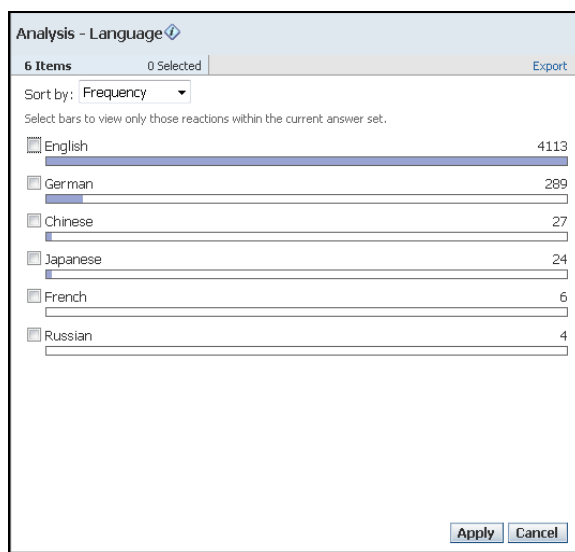 Analysis - Language
6 Items 0 Selected Export
Sort by: Frequency
Select bars to view only those reactions within the current answer set.
English 4113
German 289
Chinese 27
Japanese 24
French 6
Russian 4
Apply Cancel